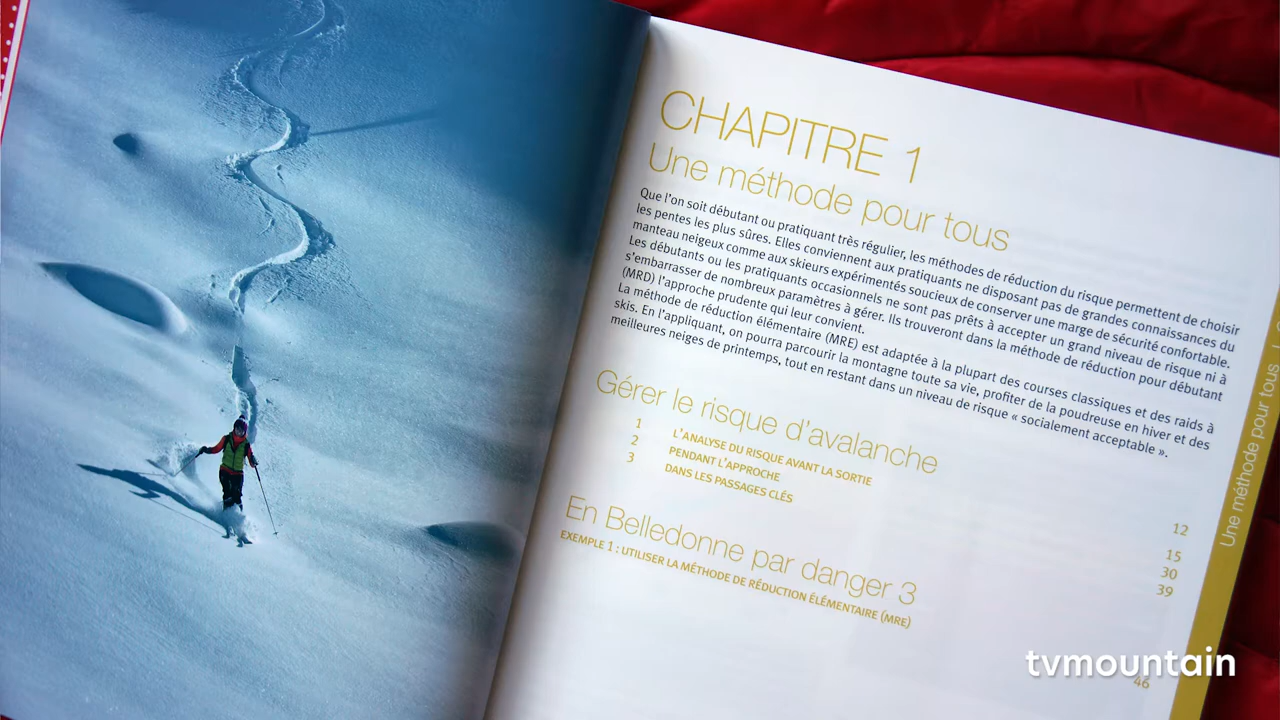 CHAPITRE 1
Une méthode pour tous
Que l'on soit débutant ou pratiquant très régulier, les méthodes de réduction du risque permettent de choisir
les pentes les plus sûres. Elles conviennent aux pratiquants ne disposant pas de grandes connaissances du
manteau neigeux comme aux skieurs expérimentés soucieux de conserver une marge de sécurité confortable.
Les débutants ou les pratiquants occasionnels ne sont pas prêts à accepter un grand niveau de risque ni à
s'embarrasser de nombreux paramètres à gérer. Ils trouveront dans la méthode de réduction pour débutant
(MRD) l'approche prudente qui leur convient.
La méthode de réduction élémentaire (MRE) est adaptée à la plupart des courses classiques et des raids à
skis. En l'appliquant, on pourra parcourir la montagne toute sa vie, profiter de la poudreuse en hiver et des
meilleures neiges de printemps, tout en restant dans un niveau de risque « socialement acceptable ».
Gérer le risque d'avalanche 12
1 L'ANALYSE DU RISQUE AVANT LA SORTIE 15
2 PENDANT L'APPROCHE 30
3 DANS LES PASSAGES CLÉS 39
En Belledonne par danger 3
EXEMPLE 1 : UTILISER LA MÉTHODE DE RÉDUCTION ÉLÉMENTAIRE (MRE) 46
Une méthode pour tous
tvmountain